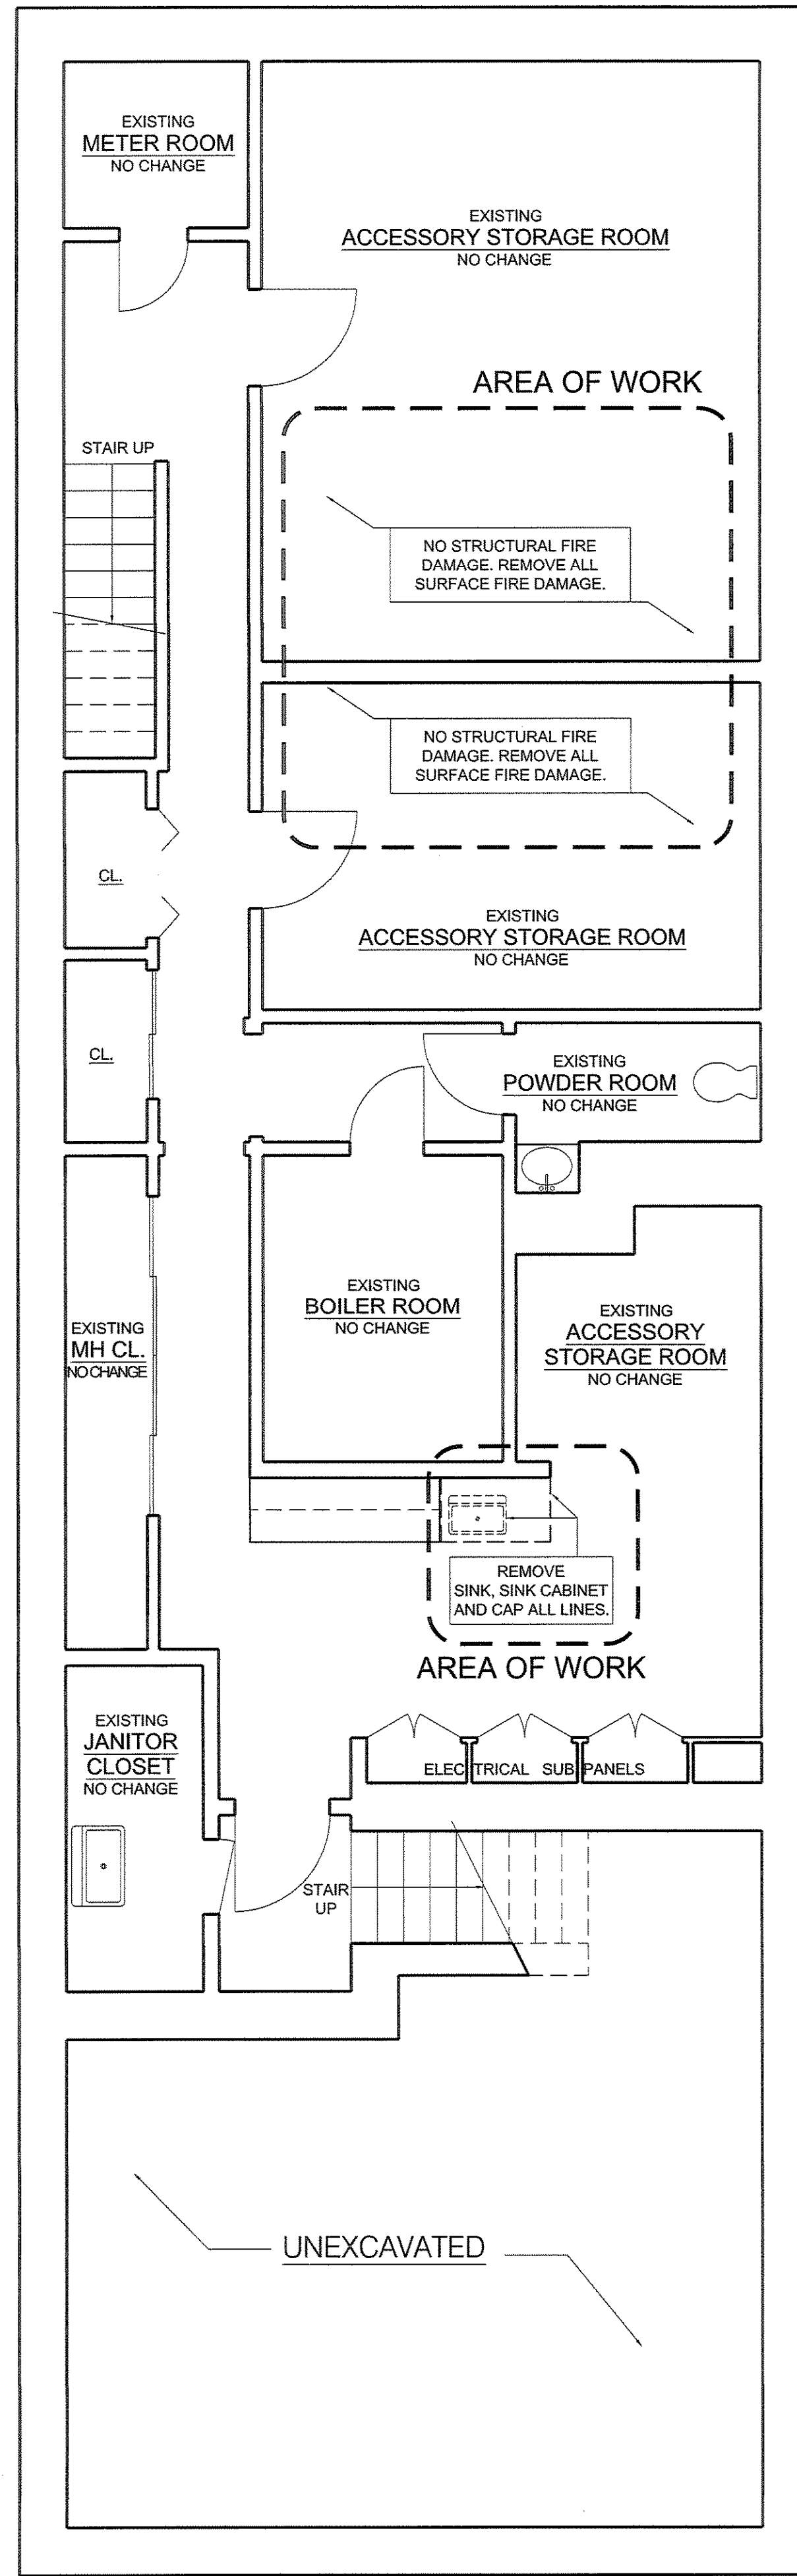 EXISTING
METER ROOM
NO CHANGE
EXISTING
ACCESSORY STORAGE ROOM
NO CHANGE
AREA OF WORK
STAIR UP
NO STRUCTURAL FIRE
DAMAGE. REMOVE ALL
SURFACE FIRE DAMAGE.
NO STRUCTURAL FIRE
DAMAGE. REMOVE ALL
SURFACE FIRE DAMAGE.
CL.
EXISTING
ACCESSORY STORAGE ROOM
NO CHANGE
CL.
EXISTING
POWDER ROOM
NO CHANGE
EXISTING
BOILER ROOM
NO CHANGE
EXISTING
ACCESSORY
STORAGE ROOM
NO CHANGE
EXISTING
MH CL.
NO CHANGE
REMOVE
SINK, SINK CABINET
AND CAP ALL LINES.
AREA OF WORK
EXISTING
JANITOR
CLOSET
NO CHANGE
ELECTRICAL SUB PANELS
STAIR
UP
UNEXCAVATED